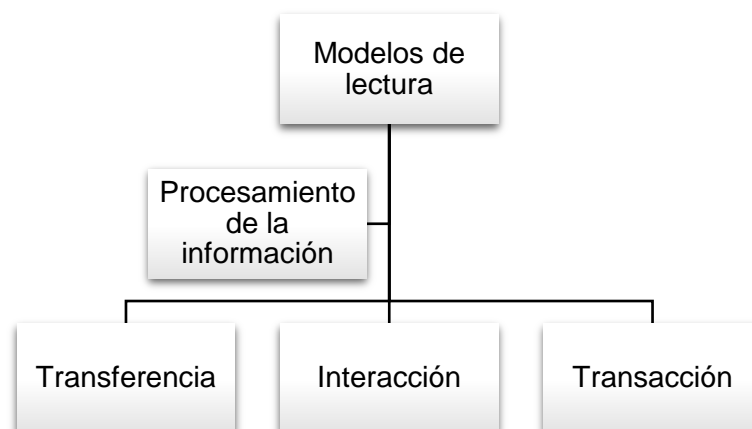 Modelos de
lectura
Procesamiento
de la
información
Transferencia
Interacción
Transacción